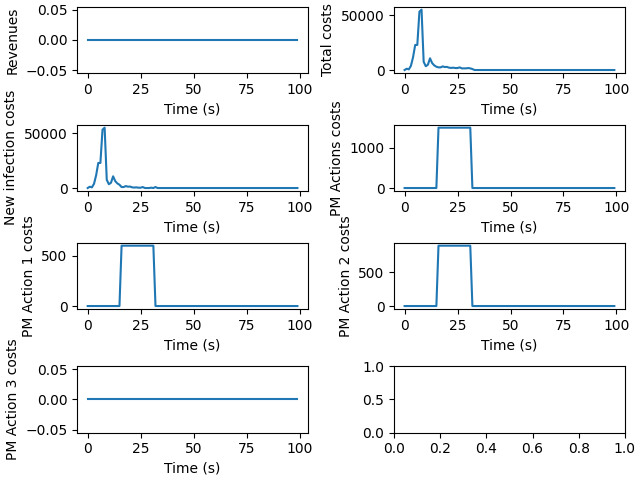 Revenues
0.05
0.00
−0.05
0 25 50 75 100
Time (s)
Total costs
50000
0
0 25 50 75 100
Time (s)
New infection costs
50000
0
0 25 50 75 100
Time (s)
PM Actions costs
1000
0
0 25 50 75 100
Time (s)
PM Action 1 costs
500
0
0 25 50 75 100
Time (s)
PM Action 2 costs
500
0
0 25 50 75 100
Time (s)
PM Action 3 costs
0.05
0.00
−0.05
0 25 50 75 100
Time (s)
1.0
0.5
0.0
0.0 0.2 0.4 0.6 0.8 1.0